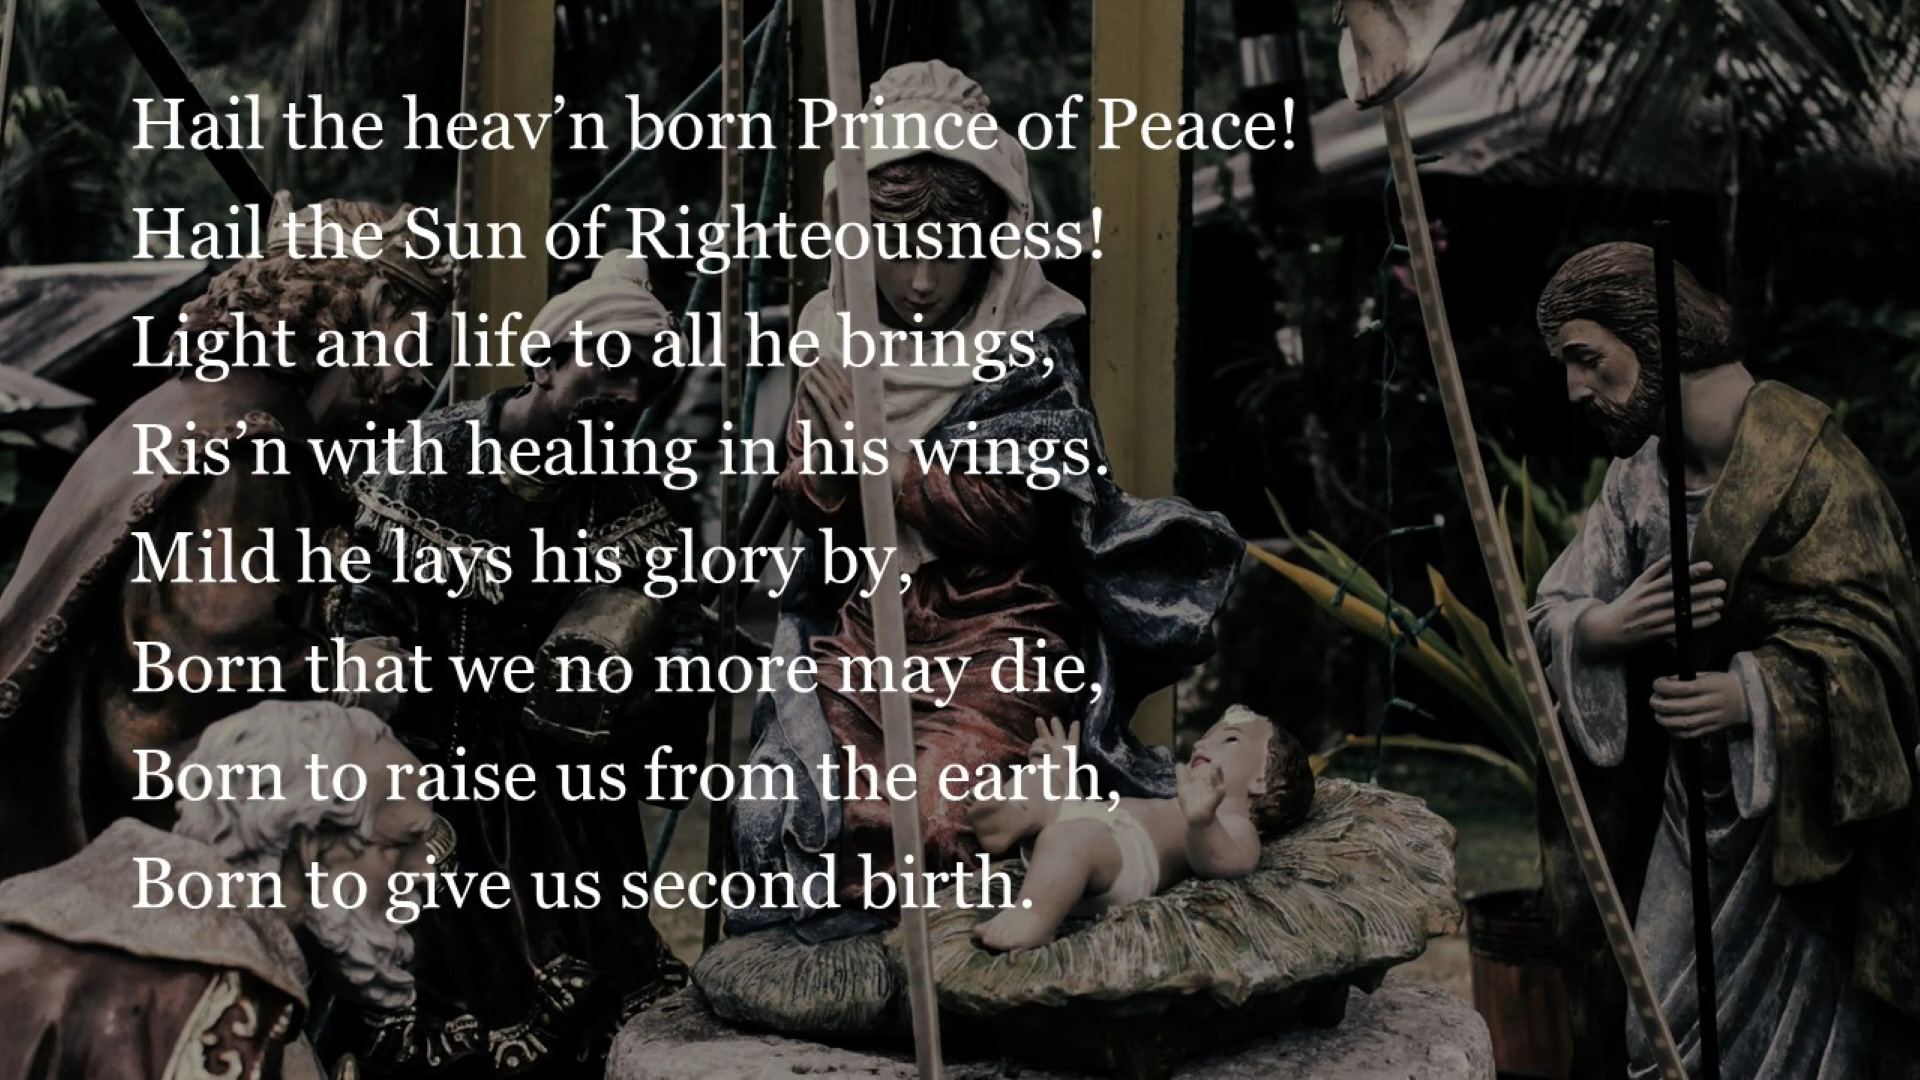 Hail the heav’n born Prince of Peace!
Hail the Sun of Righteousness!
Light and life to all he brings,
Ris’n with healing in his wings.
Mild he lays his glory by,
Born that we no more may die,
Born to raise us from the earth,
Born to give us second birth.